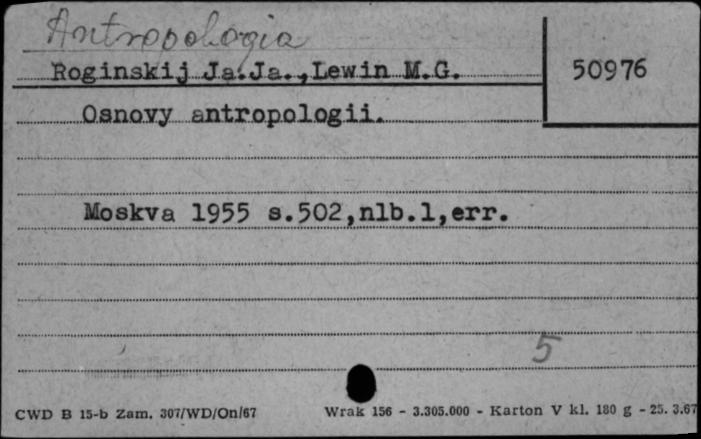 Antropologia
Roginskij Ja.Ja.,Lewin M.G.
50976
Osnovy antropologii.
Moskva 1955 s.502,nlb.1,err.
5
CWD B 15-b Zam. 307/WD/On/67 Wrak 156 - 3.305.000 - Karton V kl. 180 g - 25. 3.67